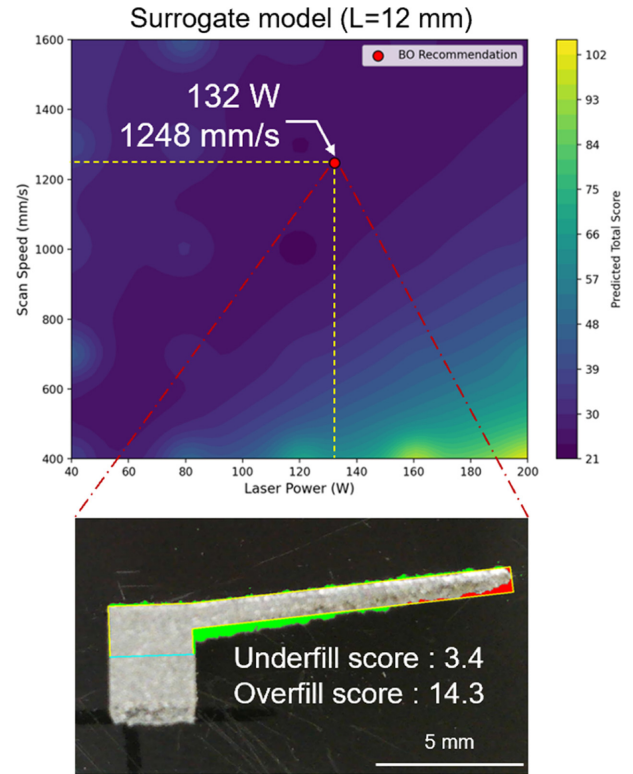 Surrogate model (L=12 mm)
BO Recommendation
132 W
1248 mm/s
1600
1400
1200
1000
800
600
400
Scan Speed (mm/s)
40
60
80
100
120
140
160
180
200
Laser Power (W)
102
93
84
75
66
57
48
39
30
21
Predicted Total Score
Underfill score : 3.4
Overfill score : 14.3
5 mm